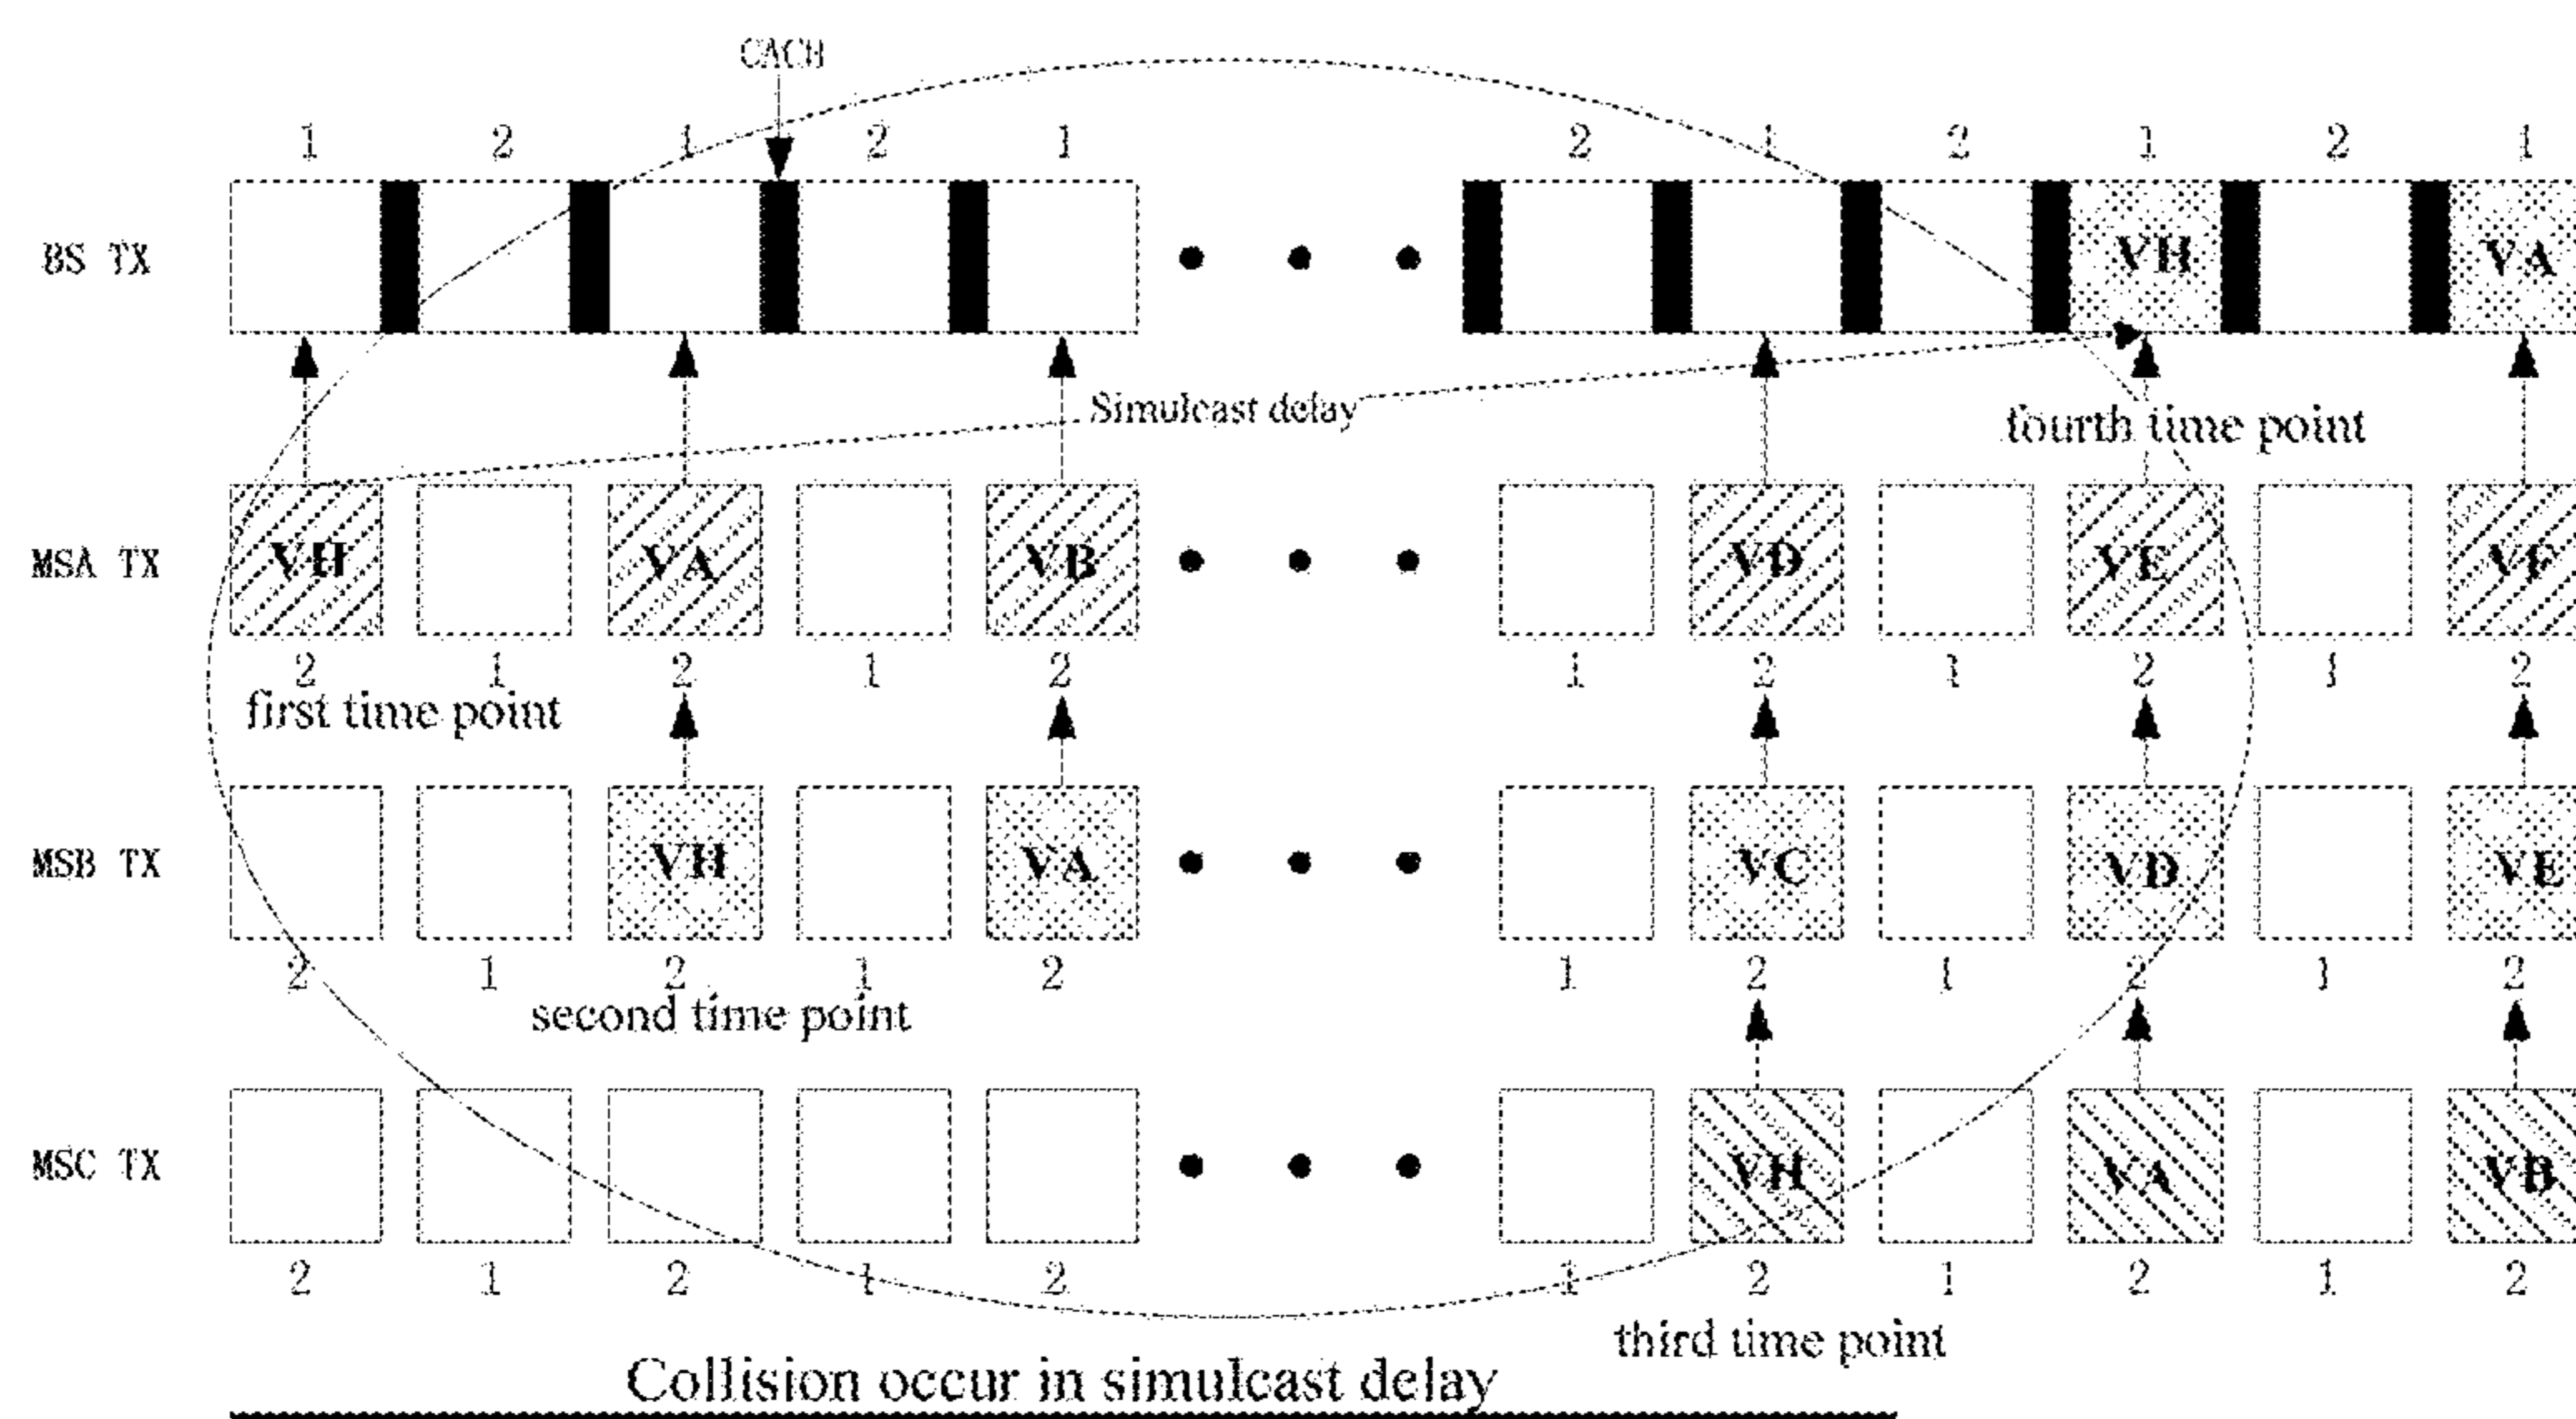 CACH
1 2 1 2 1 2 1 2 1 2 1
BS TX VH VA
Simulcast delay
fourth time point
MSA TX VH VA VB VD VE VF
2 1 2 1 2 1 2 1 2 1 2
first time point
MSB TX VH VA VC VD VE
2 1 2 1 2 1 2 1 2 1 2
second time point
MSC TX VH VA VB
2 1 2 1 2 1 2 1 2 1 2
third time point
Collision occur in simulcast delay